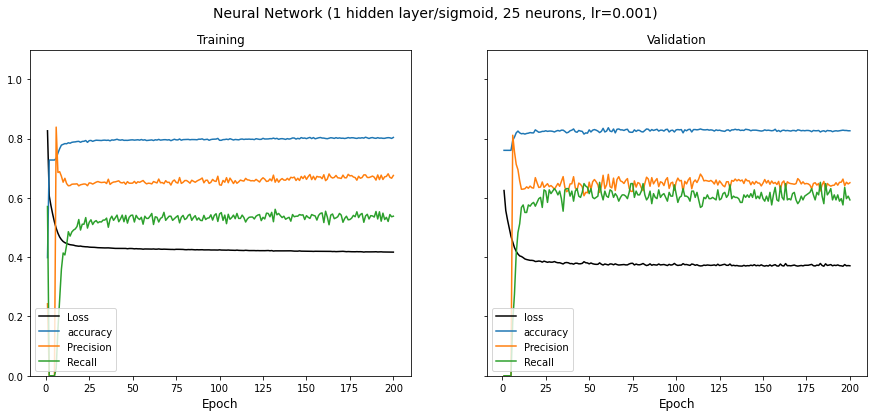 Neural Network (1 hidden layer/sigmoid, 25 neurons, lr=0.001)
Training
Validation
1.0
0.8
0.6
0.4
0.2
0.0
Loss
accuracy
Precision
Recall
loss
accuracy
Precision
Recall
0 25 50 75 100 125 150 175 200
0 25 50 75 100 125 150 175 200
Epoch
Epoch